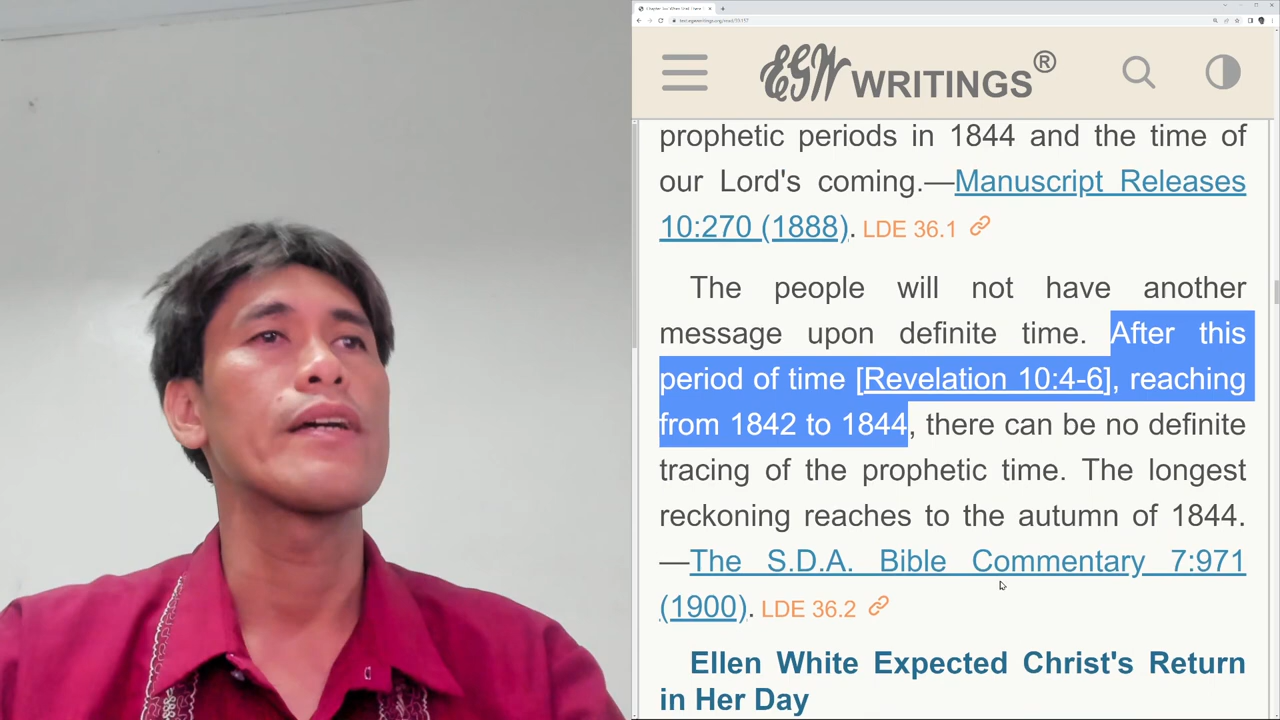 EGW WRITINGS®
prophetic periods in 1844 and the time of
our Lord's coming.—Manuscript Releases
10:270 (1888). LDE 36.1
The people will not have another
message upon definite time. After this
period of time [Revelation 10:4-6], reaching
from 1842 to 1844, there can be no definite
tracing of the prophetic time. The longest
reckoning reaches to the autumn of 1844.
—The S.D.A. Bible Commentary 7:971
(1900). LDE 36.2
Ellen White Expected Christ's Return
in Her Day